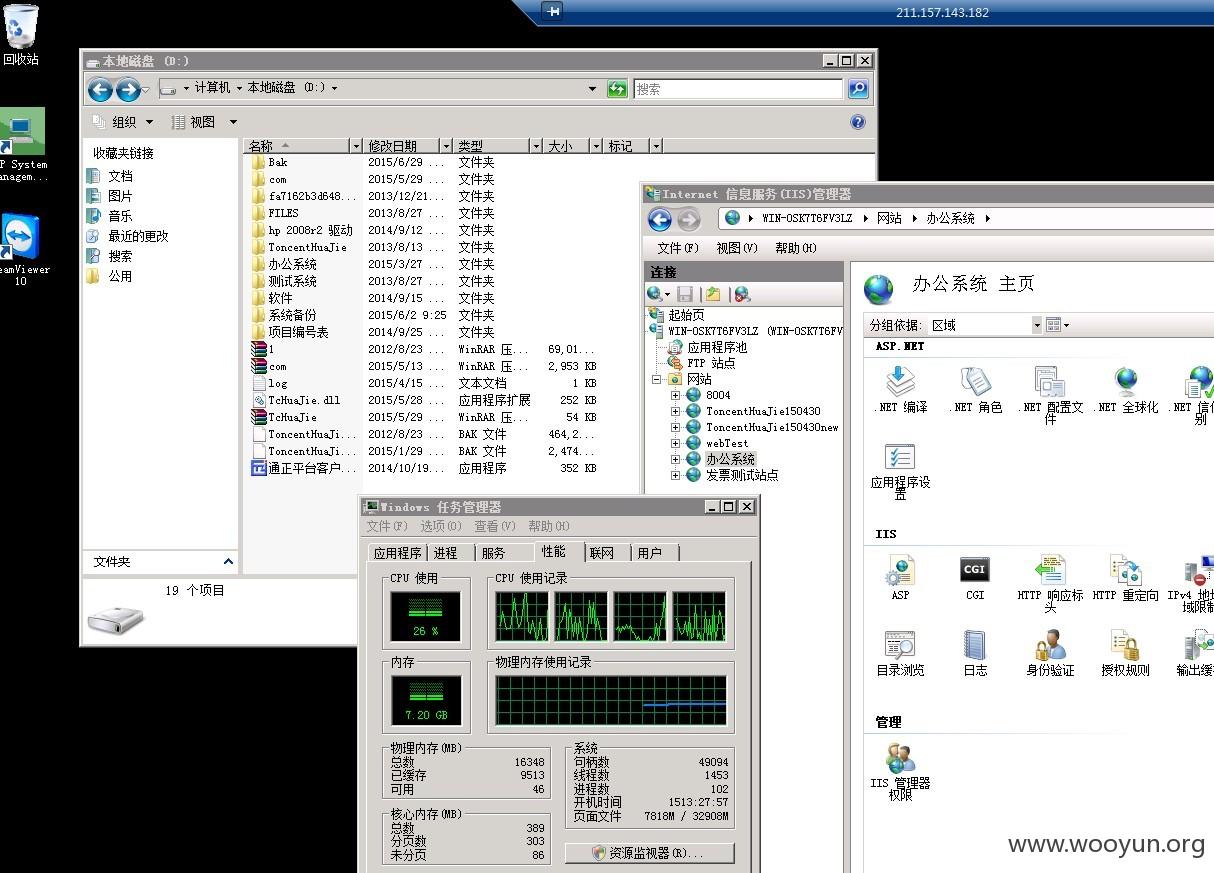 211.157.143.182
回收站
P System
anagem...
eamViewer
10
本地磁盘 (D:)
计算机 本地磁盘 (D:)
搜索
组织 视图
收藏夹链接
文档
图片
音乐
最近的更改
搜索
公用
文件夹
名称 修改日期 类型 大小 标记
Bak 2015/6/29 ... 文件夹
com 2015/5/29 ... 文件夹
fa7162b3d648... 2013/12/21... 文件夹
FILES 2013/8/27 ... 文件夹
hp 2008r2 驱动 2014/9/12 ... 文件夹
ToncentHuaJie 2013/8/13 ... 文件夹
办公系统 2015/3/27 ... 文件夹
测试系统 2013/8/27 ... 文件夹
软件 2014/9/15 ... 文件夹
系统备份 2015/6/2 9:25 文件夹
项目编号表 2014/9/25 ... 文件夹
1 2012/8/23 ... WinRAR 压... 69,01...
com 2015/5/13 ... WinRAR 压... 2,953 KB
log 2015/4/15 ... 文本文档 1 KB
TcHuaJie.dll 2015/5/28 ... 应用程序扩展 252 KB
TcHuaJie 2015/5/29 ... WinRAR 压... 54 KB
ToncentHuaJi... 2012/8/23 ... BAK 文件 464,2...
ToncentHuaJi... 2015/1/29 ... BAK 文件 2,474...
通正平台客户... 2014/10/19... 应用程序 352 KB
19 个项目
Internet 信息服务(IIS)管理器
WIN-OSK7T6FV3LZ 网站 办公系统
文件(F) 视图(V) 帮助(H)
连接
起始页
WIN-OSK7T6FV3LZ (WIN-OSK7T6FV
应用程序池
FTP 站点
网站
8004
ToncentHuaJie150430
ToncentHuaJie150430new
webTest
办公系统
发票测试站点
办公系统 主页
分组依据: 区域
ASP.NET
.NET 编译 .NET 角色 .NET 配置文件 .NET 全球化 .NET 信任级别
应用程序设置
IIS
ASP CGI HTTP 响应标头 HTTP 重定向 IPv4 地址域限制
目录浏览 日志 身份验证 授权规则 输出缓
管理
IIS 管理器权限
Windows 任务管理器
文件(F) 选项(O) 查看(V) 帮助(H)
应用程序 进程 服务 性能 联网 用户
CPU 使用 CPU 使用记录
26 %
内存 物理内存使用记录
7.20 GB
物理内存(MB)
总数 16348
已缓存 9513
可用 46
核心内存(MB)
总数 389
分页数 303
未分页 86
系统
句柄数 49094
线程数 1453
进程数 102
开机时间 1513:27:57
页面文件 7818M / 32908M
资源监视器(R)...
www.wooyun.org